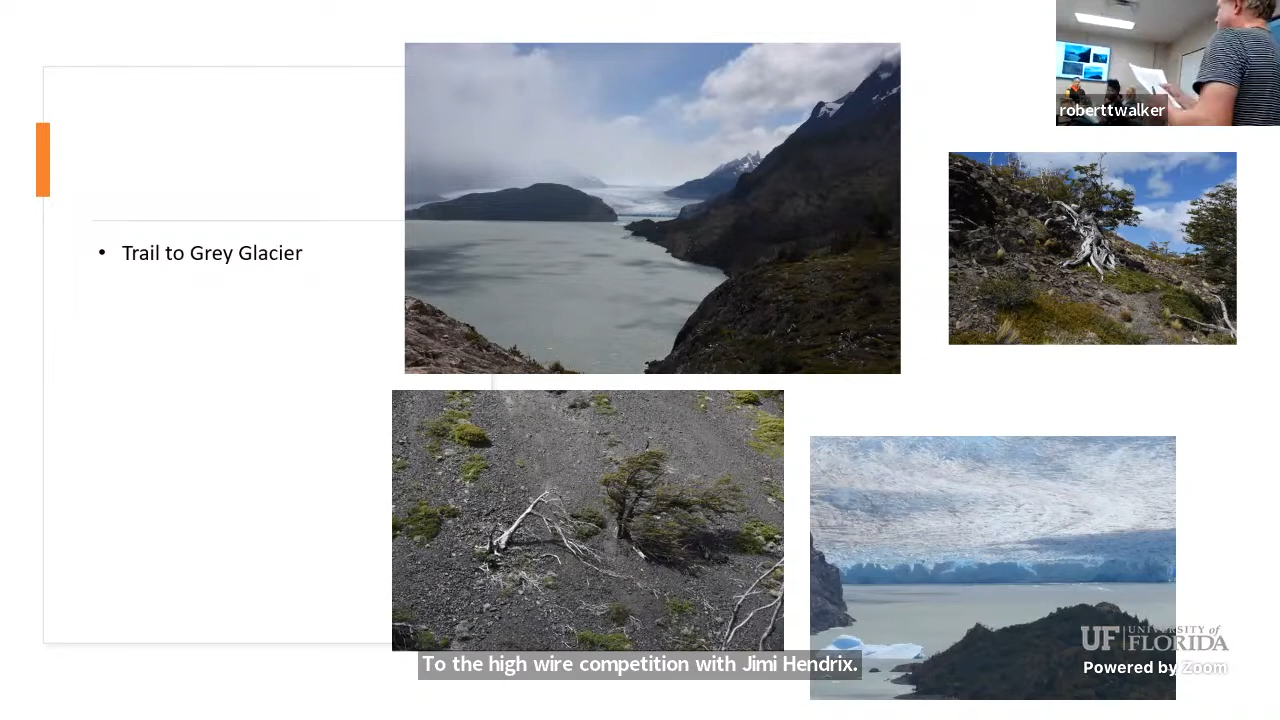 roberttwalker
• Trail to Grey Glacier
To the high wire competition with Jimi Hendrix.
UF UNIVERSITY of
FLORIDA
Powered by Zoom